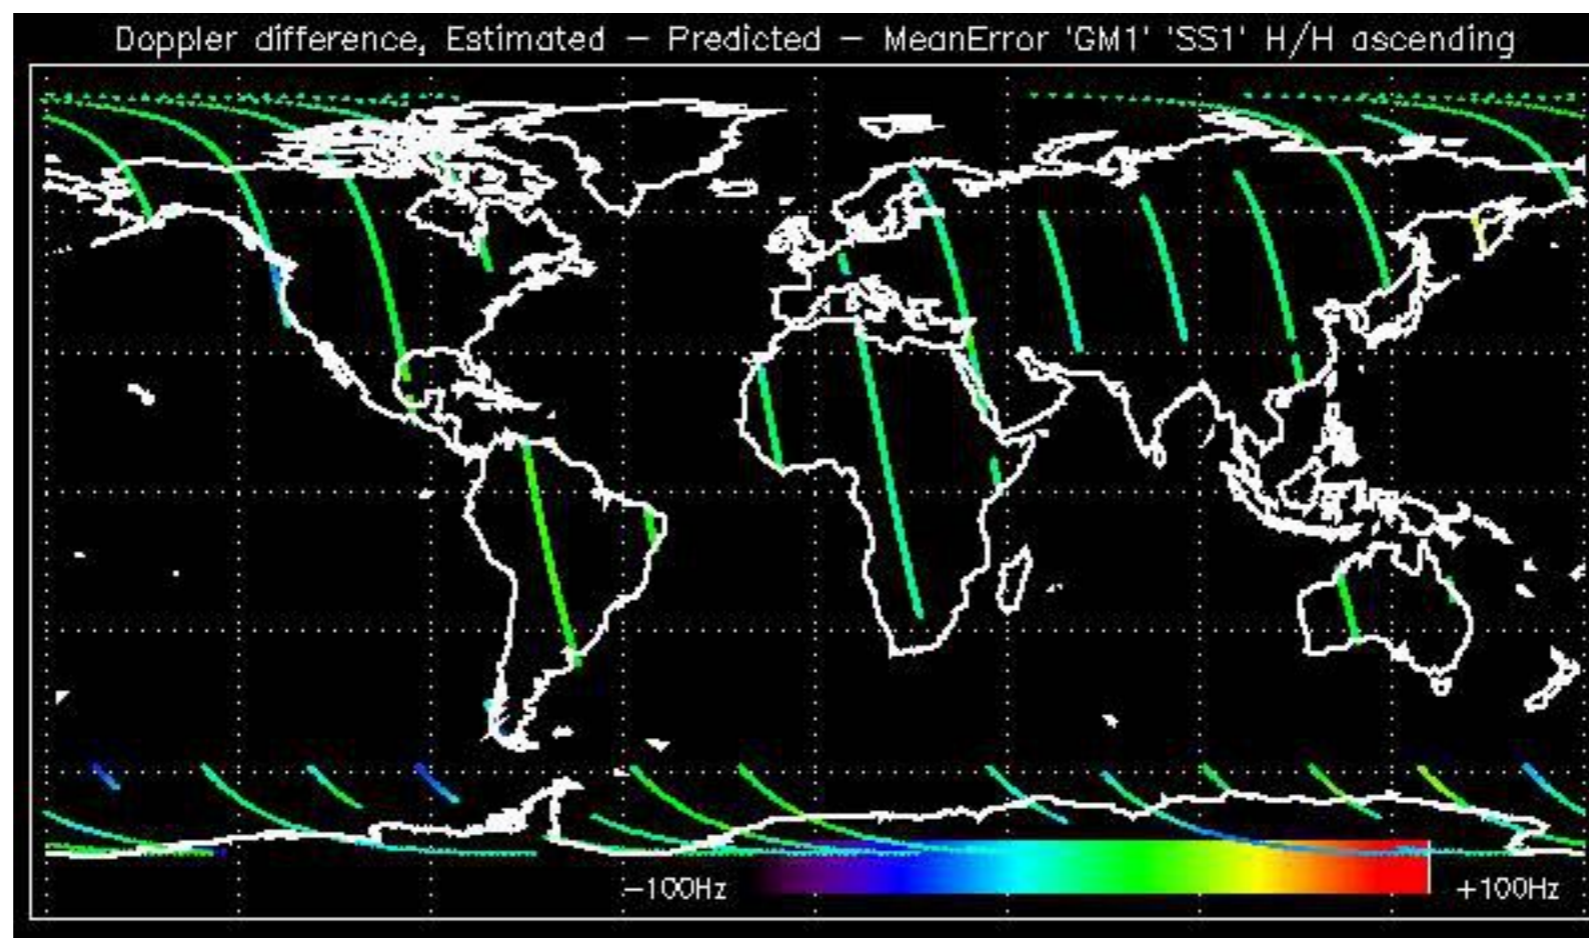 Doppler difference, Estimated – Predicted – MeanError 'GM1' 'SS1' H/H ascending
-100Hz +100Hz